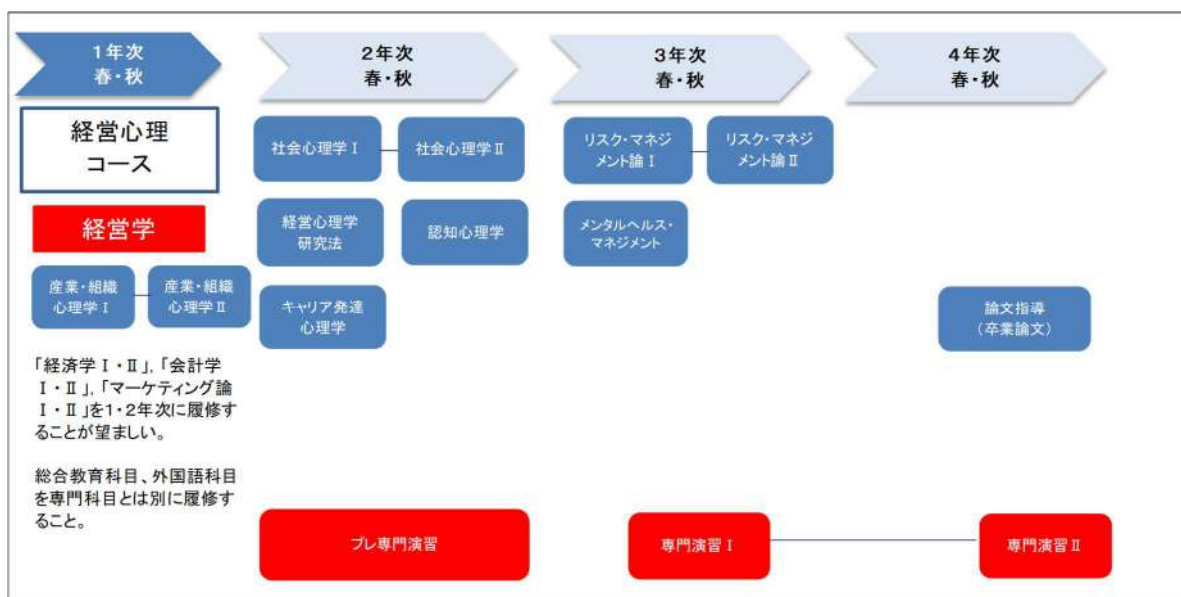 1年次
春・秋
2年次
春・秋
3年次
春・秋
4年次
春・秋
経営心理
コース
経営学
産業・組織
心理学Ⅰ
産業・組織
心理学Ⅱ
「経済学Ⅰ・Ⅱ」,「会計学
Ⅰ・Ⅱ」,「マーケティング論
Ⅰ・Ⅱ」を1・2年次に履修す
ることが望ましい。
総合教育科目、外国語科目
を専門科目とは別に履修す
ること。
社会心理学Ⅰ
社会心理学Ⅱ
経営心理学
研究法
認知心理学
キャリア発達
心理学
プレ専門演習
リスク・マネジ
メント論Ⅰ
リスク・マネジ
メント論Ⅱ
メンタルヘルス・
マネジメント
専門演習Ⅰ
論文指導
(卒業論文)
専門演習Ⅱ